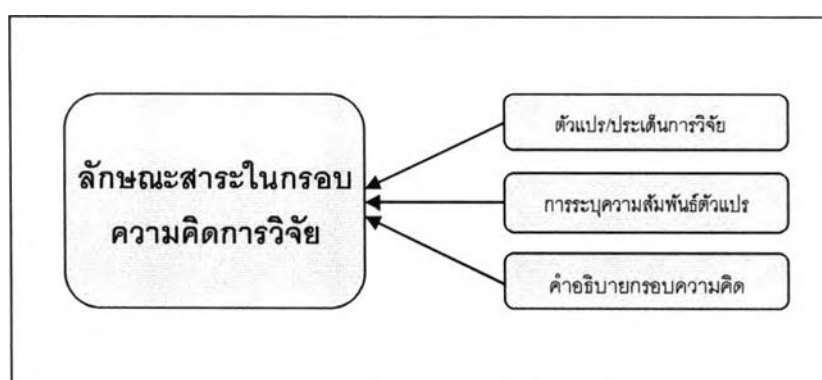 ลักษณะสาระในกรอบ
ความคิดการวิจัย
ตัวแปร/ประเด็นการวิจัย
การระบุความสัมพันธ์ตัวแปร
คำอธิบายกรอบความคิด